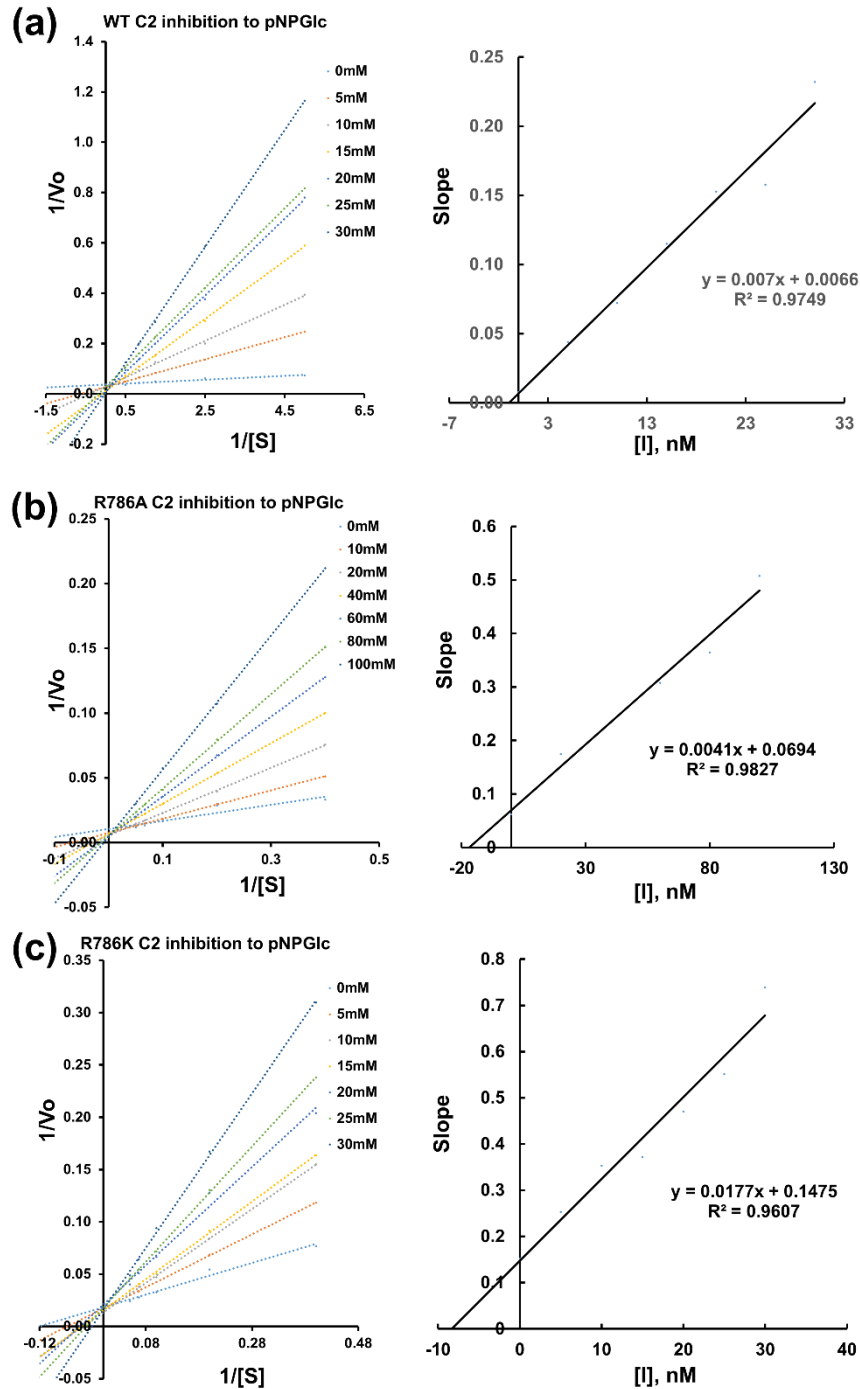 (a)
WT C2 inhibition to pNPGlc
1.4
1.2
1.0
0.8
0.6
0.4
0.2
0.0
-0.2
1/Vo
-1.5 0.5 2.5 4.5 6.5
1/[S]
0mM
5mM
10mM
15mM
20mM
25mM
30mM
0.25
0.20
0.15
0.10
0.05
0.00
Slope
-7 3 13 23 33
[I], nM
y = 0.007x + 0.0066
R² = 0.9749
(b)
R786A C2 inhibition to pNPGlc
0.25
0.20
0.15
0.10
0.05
0.00
-0.05
1/Vo
-0.1 0.1 0.3 0.5
1/[S]
0mM
10mM
20mM
40mM
60mM
80mM
100mM
0.6
0.5
0.4
0.3
0.2
0.1
0
Slope
-20 30 80 130
[I], nM
y = 0.0041x + 0.0694
R² = 0.9827
(c)
R786K C2 inhibition to pNPGlc
0.35
0.30
0.25
0.20
0.15
0.10
0.05
0.00
-0.05
1/Vo
-0.12 0.08 0.28 0.48
1/[S]
0mM
5mM
10mM
15mM
20mM
25mM
30mM
0.8
0.7
0.6
0.5
0.4
0.3
0.2
0.1
0
Slope
-10 0 10 20 30 40
[I], nM
y = 0.0177x + 0.1475
R² = 0.9607